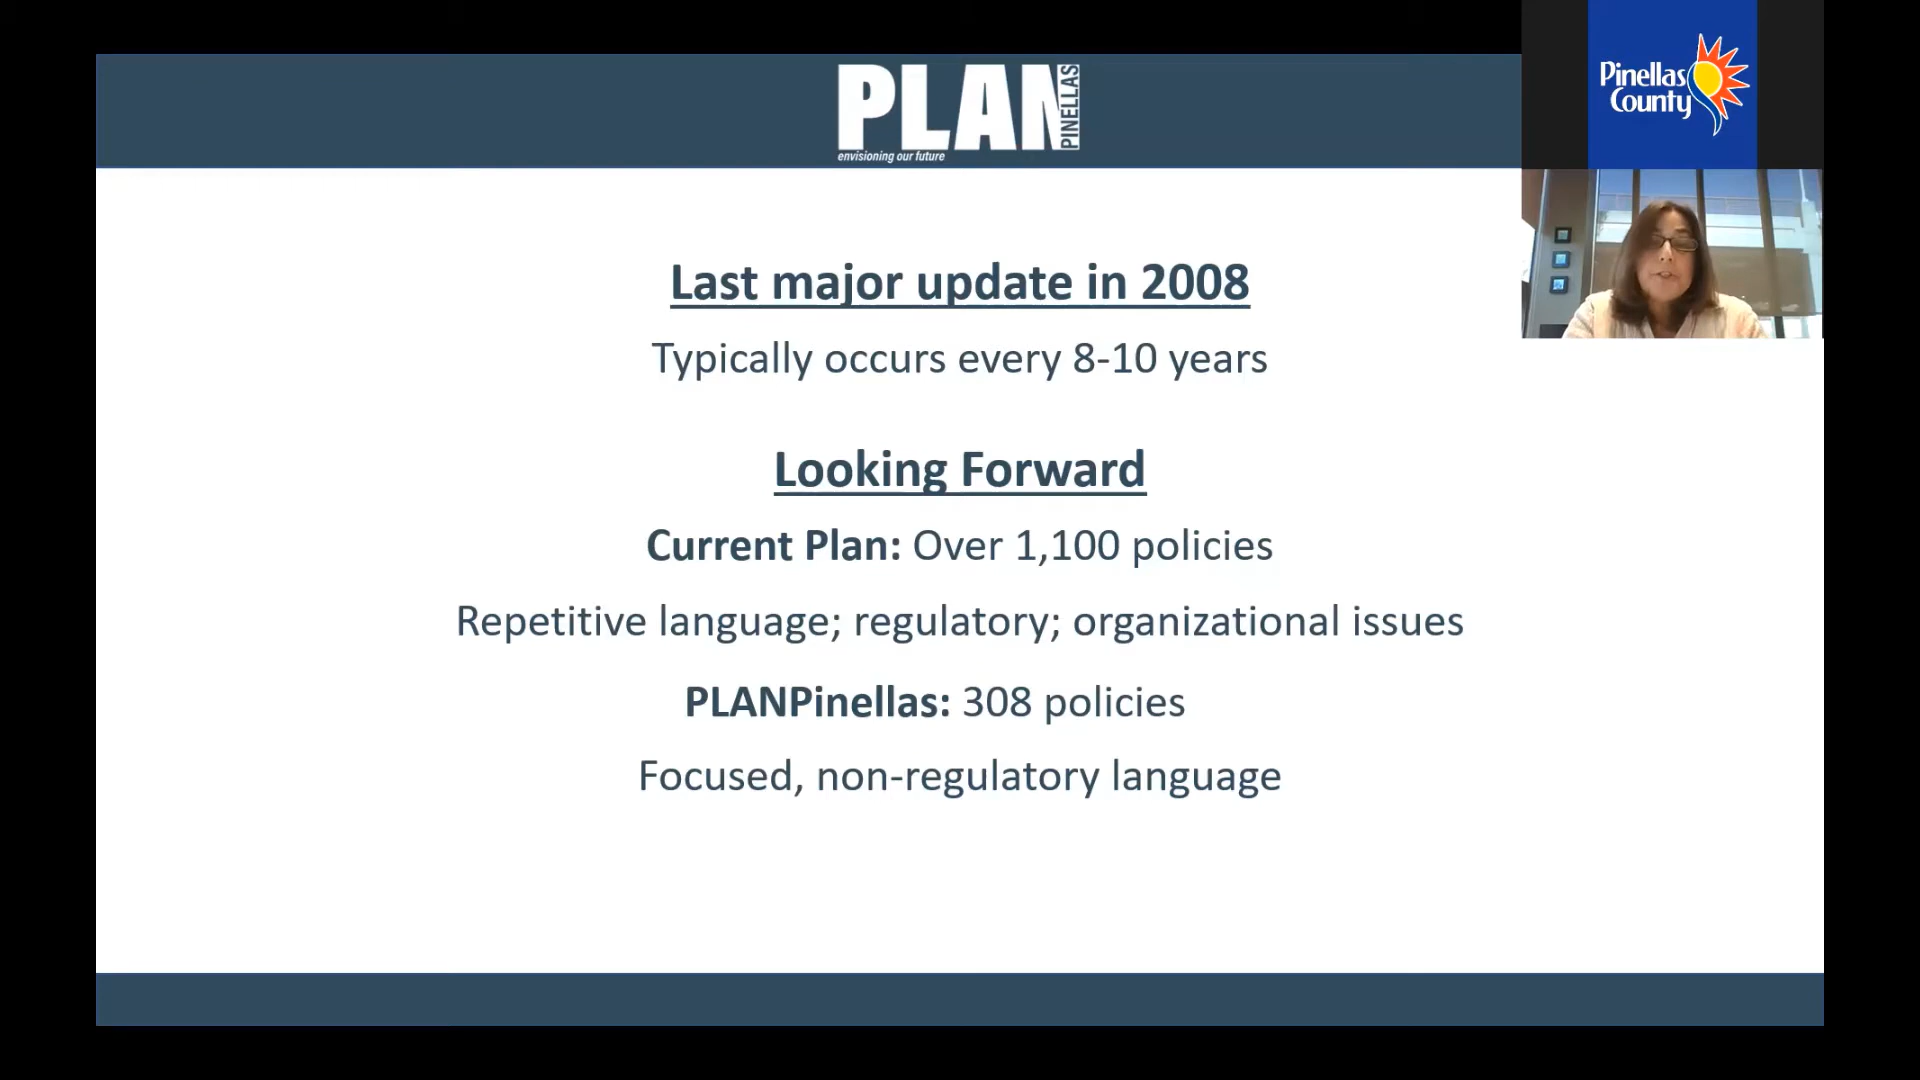 PLAN
PINELLAS
envisioning our future
Pinellas
County
Last major update in 2008
Typically occurs every 8-10 years
Looking Forward
Current Plan: Over 1,100 policies
Repetitive language; regulatory; organizational issues
PLANPinellas: 308 policies
Focused, non-regulatory language